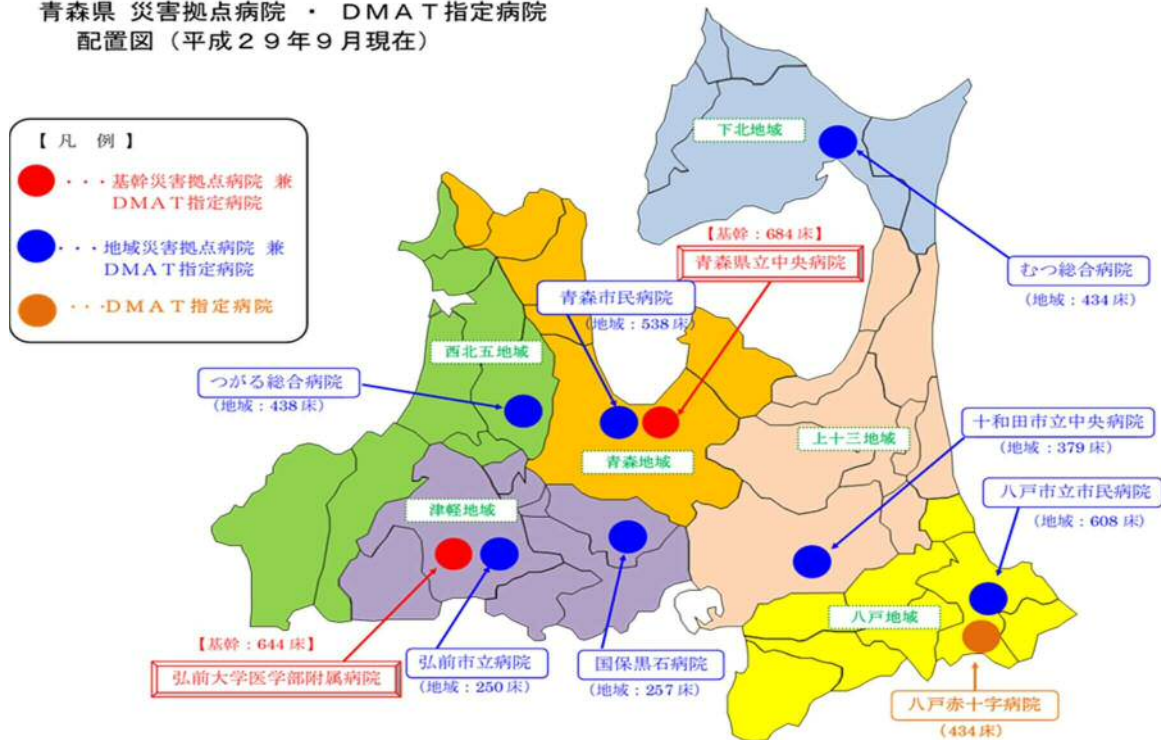 青森県 災害拠点病院 ・ DMAT指定病院
配置図（平成２９年９月現在）
【 凡 例 】
・・・基幹災害拠点病院 兼
DMAT指定病院
・・・地域災害拠点病院 兼
DMAT指定病院
・・・DMAT指定病院
下北地域
【基幹：684床】
青森県立中央病院
むつ総合病院
（地域：434床）
青森市民病院
（地域：538床）
西北五地域
つがる総合病院
（地域：438床）
青森地域
上十三地域
十和田市立中央病院
（地域：379床）
八戸市立市民病院
（地域：608床）
津軽地域
八戸地域
【基幹：644床】
弘前大学医学部附属病院
弘前市立病院
（地域：250床）
国保黒石病院
（地域：257床）
八戸赤十字病院
（434床）